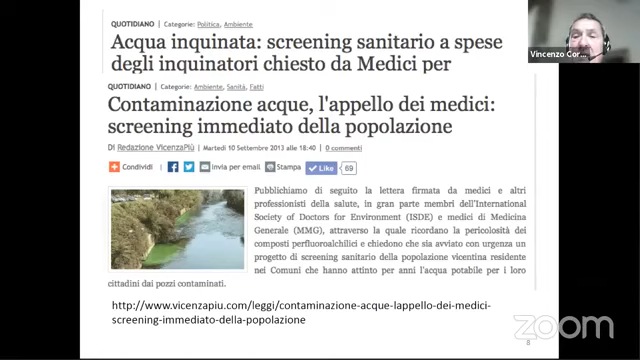 QUOTIDIANO | Categorie: Politica, Ambiente
Acqua inquinata: screening sanitario a spese
degli inquinatori chiesto da Medici per
QUOTIDIANO | Categorie: Ambiente, Sanità, Fatti
Contaminazione acque, l'appello dei medici:
screening immediato della popolazione
Di Redazione VicenzaPiù | Martedi 10 Settembre 2013 alle 18:40 | 0 commenti
Condividi | invia per email Stampa Like 69
Pubblichiamo di seguito la lettera firmata da medici e altri
professionisti della salute, in gran parte membri dell'International
Society of Doctors for Environment (ISDE) e medici di Medicina
Generale (MMG), attraverso la quale ricordano la pericolosità dei
composti perfluoroalchilici e chiedono che sia avviato con urgenza un
progetto di screening sanitario della popolazione vicentina residente
nei Comuni che hanno attinto per anni l'acqua potabile per i loro
cittadini dai pozzi contaminati.
http://www.vicenzapiu.com/leggi/contaminazione-acque-lappello-dei-medici-
screening-immediato-della-popolazione
8
Vincenzo Cor...
zoom